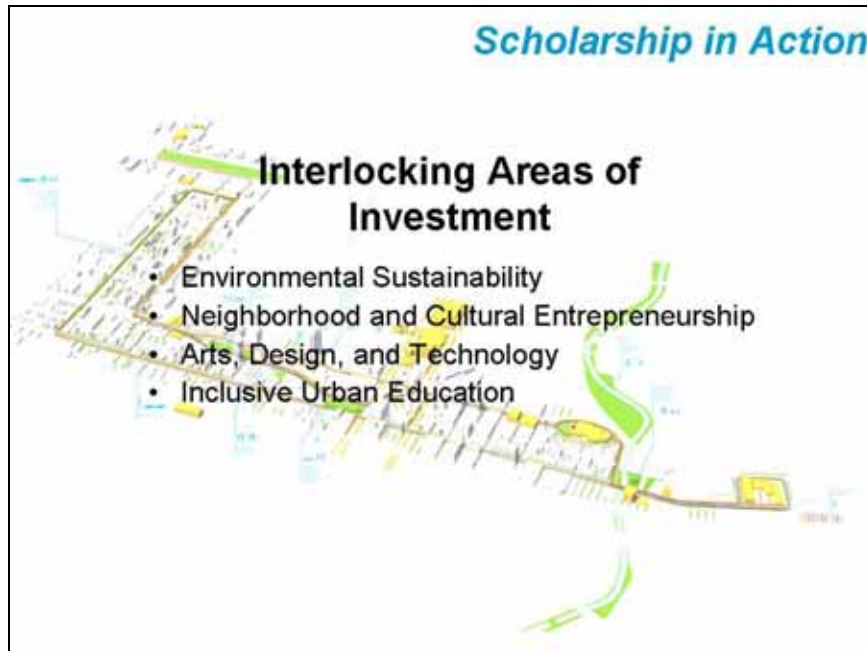 Scholarship in Action
Interlocking Areas of
Investment
• Environmental Sustainability
• Neighborhood and Cultural Entrepreneurship
• Arts, Design, and Technology
• Inclusive Urban Education